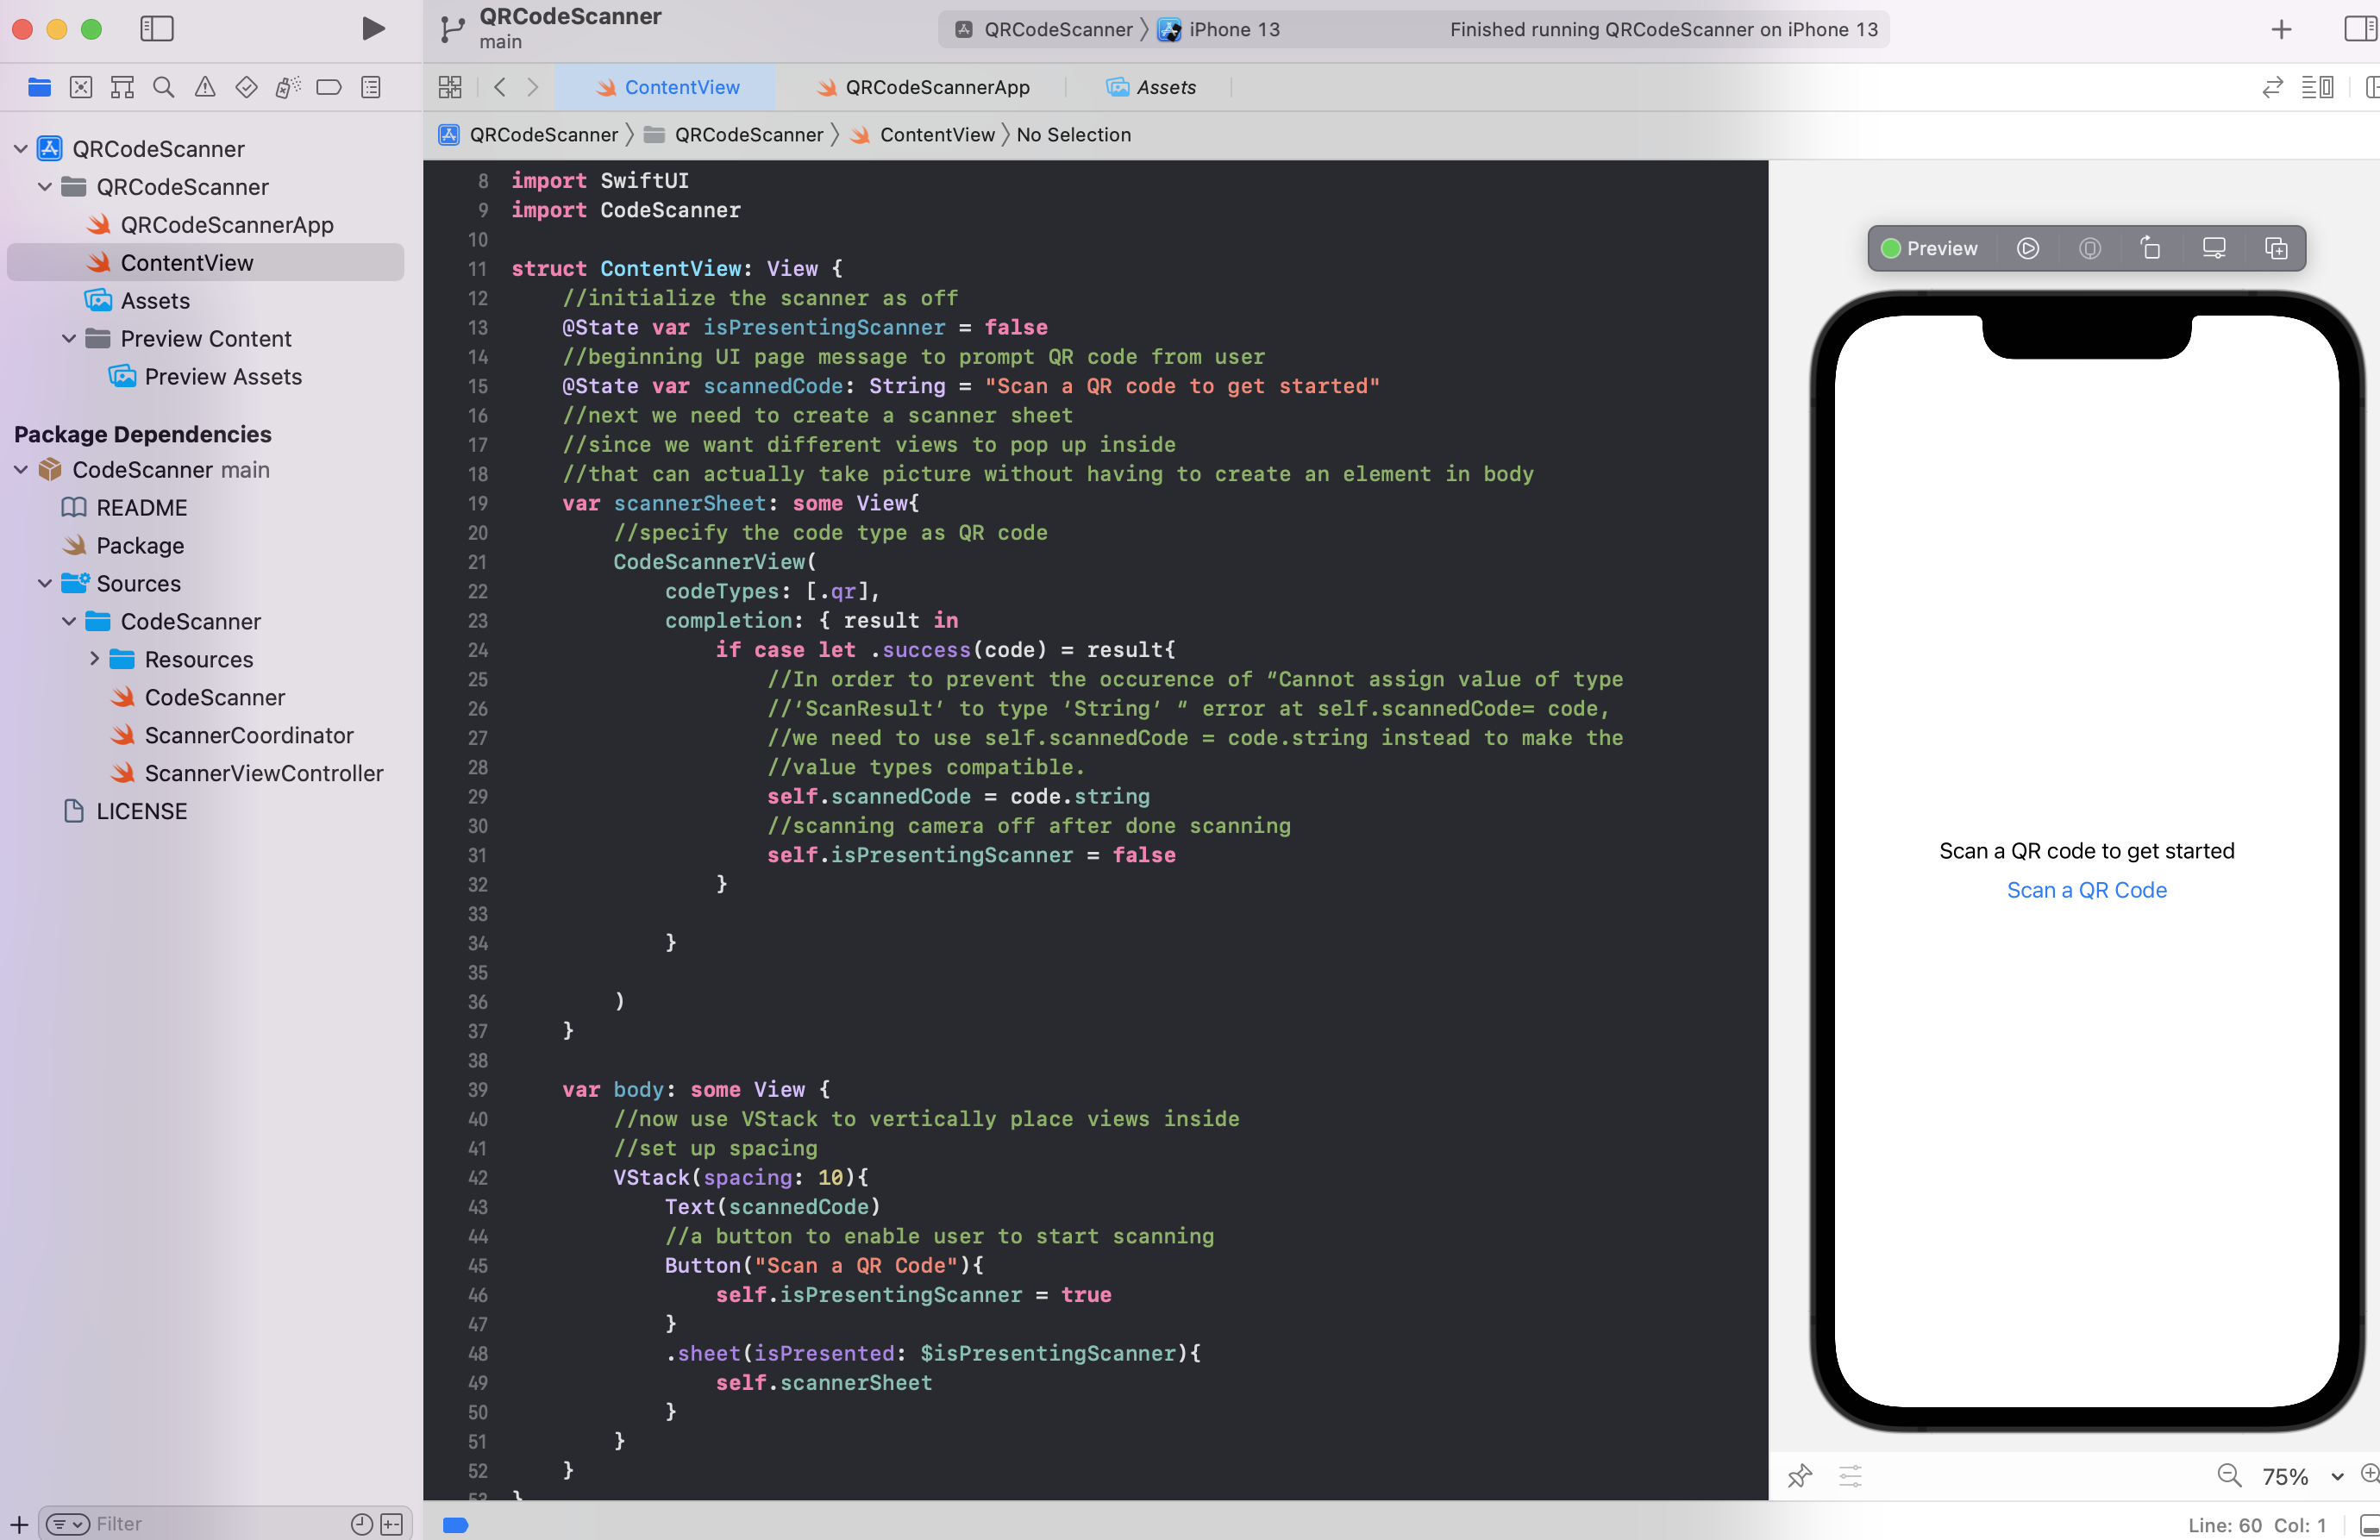 QRCodeScanner
main
QRCodeScanner
iPhone 13
Finished running QRCodeScanner on iPhone 13
ContentView
QRCodeScannerApp
Assets
QRCodeScanner
QRCodeScanner
ContentView
No Selection
QRCodeScanner
QRCodeScanner
QRCodeScannerApp
ContentView
Assets
Preview Content
Preview Assets
Package Dependencies
CodeScanner main
README
Package
Sources
CodeScanner
Resources
CodeScanner
ScannerCoordinator
ScannerViewController
LICENSE
Filter
8 import SwiftUI
9 import CodeScanner
10
11 struct ContentView: View {
12 //initialize the scanner as off
13 @State var isPresentingScanner = false
14 //beginning UI page message to prompt QR code from user
15 @State var scannedCode: String = "Scan a QR code to get started"
16 //next we need to create a scanner sheet
17 //since we want different views to pop up inside
18 //that can actually take picture without having to create an element in body
19 var scannerSheet: some View{
20 //specify the code type as QR code
21 CodeScannerView(
22 codeTypes: [.qr],
23 completion: { result in
24 if case let .success(code) = result{
25 //In order to prevent the occurence of “Cannot assign value of type
26 //‘ScanResult’ to type ‘String’ “ error at self.scannedCode= code,
27 //we need to use self.scannedCode = code.string instead to make the
28 //value types compatible.
29 self.scannedCode = code.string
30 //scanning camera off after done scanning
31 self.isPresentingScanner = false
32 }
33
34 }
35
36 )
37 }
38
39 var body: some View {
40 //now use VStack to vertically place views inside
41 //set up spacing
42 VStack(spacing: 10){
43 Text(scannedCode)
44 //a button to enable user to start scanning
45 Button("Scan a QR Code"){
46 self.isPresentingScanner = true
47 }
48 .sheet(isPresented: $isPresentingScanner){
49 self.scannerSheet
50 }
51 }
52 }
53 }
Preview
Scan a QR code to get started
Scan a QR Code
75%
Line: 60 Col: 1